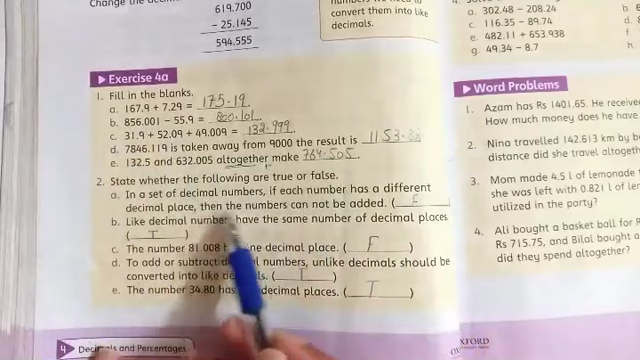 Change the deci
619.700
− 25.145
594.555
convert them into like
decimals.
a. 302.48 − 208.24
c. 116.35 − 89.74
e. 482.11 + 653.938
g. 49.34 − 8.7
b.
d.
f.
h.
Exercise 4a
1. Fill in the blanks.
a. 167.9 + 7.29 = 175.19
b. 856.001 − 55.9 = 800.101
c. 31.9 + 52.09 + 49.009 = 132.999
d. 7846.119 is taken away from 9000 the result is 1153.88
e. 132.5 and 632.005 altogether make 764.505
2. State whether the following are true or false.
a. In a set of decimal numbers, if each number has a different
decimal place, then the numbers can not be added. ( F
b. Like decimal numbers have the same number of decimal places.
( T )
c. The number 81.008 ne decimal place. ( F )
d. To add or subtract numbers, unlike decimals should be
converted into like ( T )
e. The number 34.80 has decimal places. ( T )
Word Problems
1. Azam has Rs 1401.65. He receive
How much money does he have
2. Nina travelled 142.613 km by b
distance did she travel altogeth
3. Mom made 4.5 l of lemonade
she was left with 0.821 l of lem
utilized in the party?
4. Ali bought a basket ball for R
Rs 715.75, and Bilal bought a
did they spend altogether?
4 Decimals and Percentages
XFORD